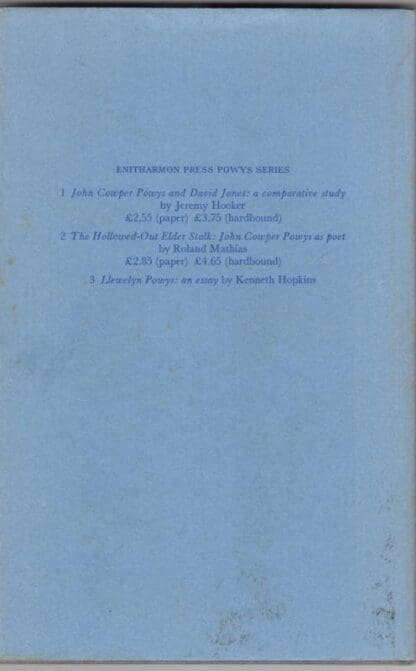 ENITHARMON PRESS POWYS SERIES
1 John Cowper Powys and David Jones: a comparative study
by Jeremy Hooker
£2.55 (paper) £3.75 (hardbound)
2 The Hollowed-Out Elder Stalk: John Cowper Powys as poet
by Roland Mathias
£2.85 (paper) £4.65 (hardbound)
3 Llewelyn Powys: an essay by Kenneth Hopkins